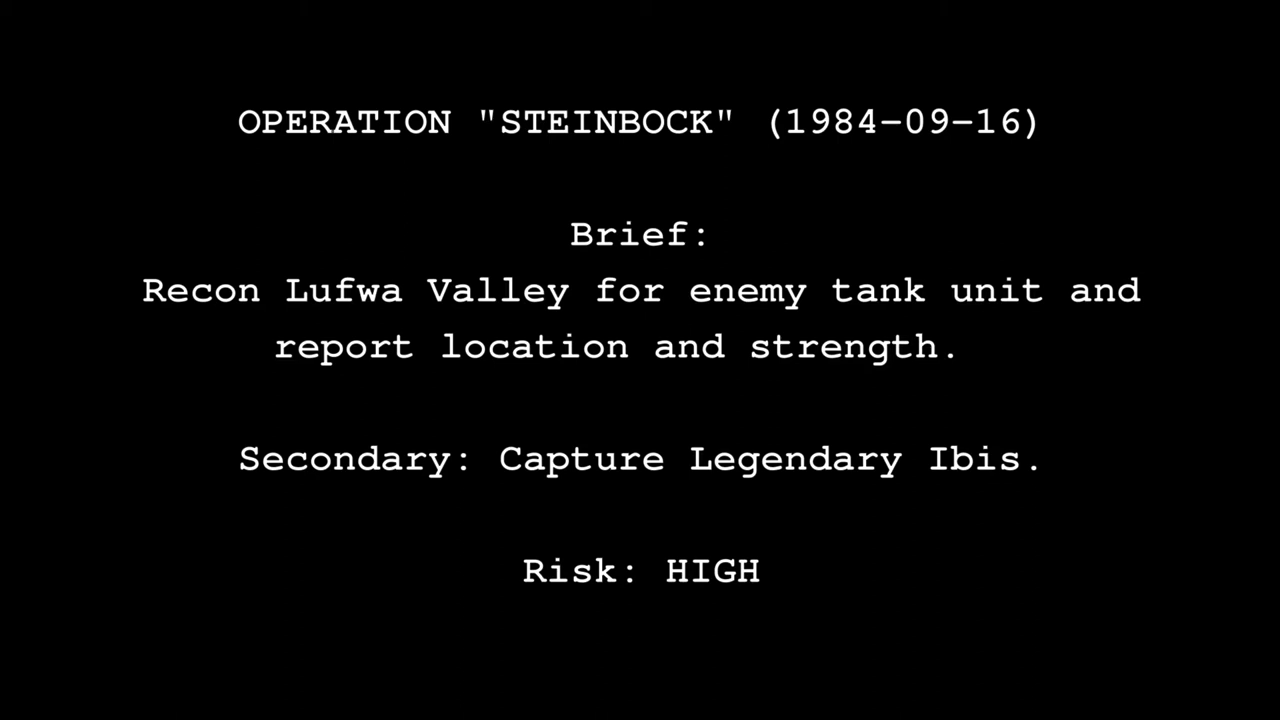 OPERATION "STEINBOCK" (1984-09-16)
Brief:
Recon Lufwa Valley for enemy tank unit and
report location and strength.
Secondary: Capture Legendary Ibis.
Risk: HIGH